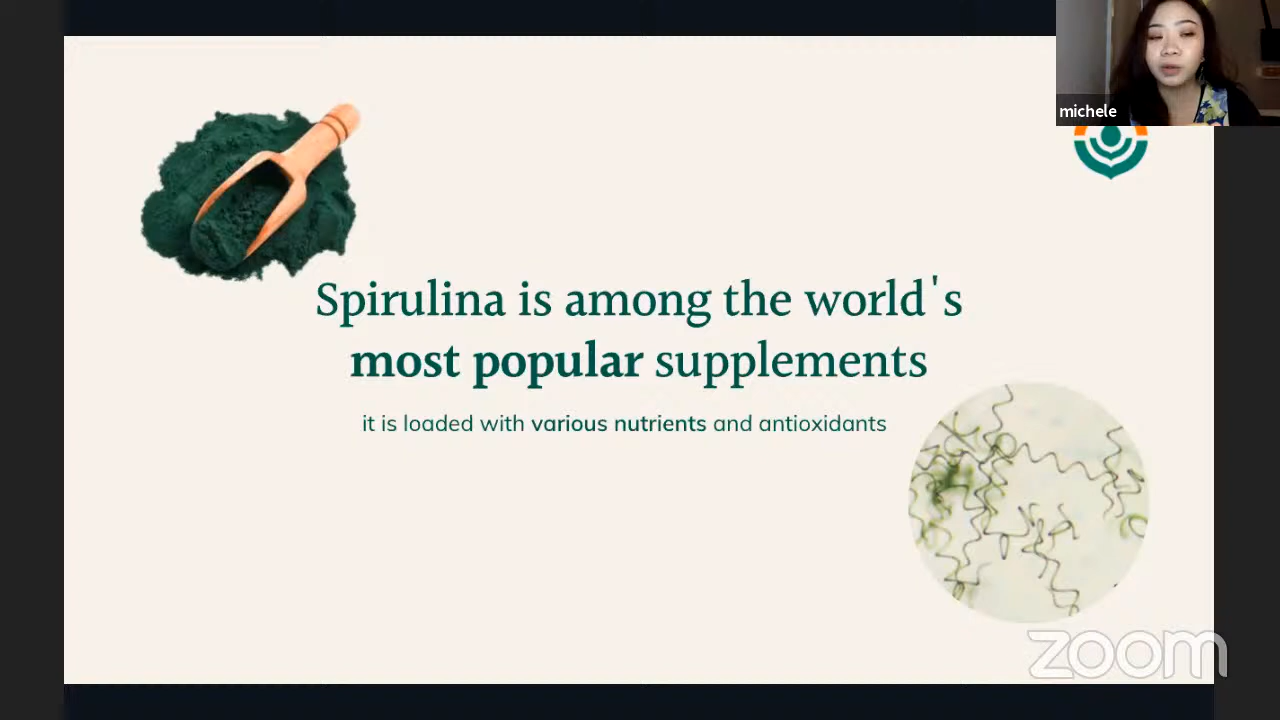 michele
Spirulina is among the world's
most popular supplements
it is loaded with various nutrients and antioxidants
zoom